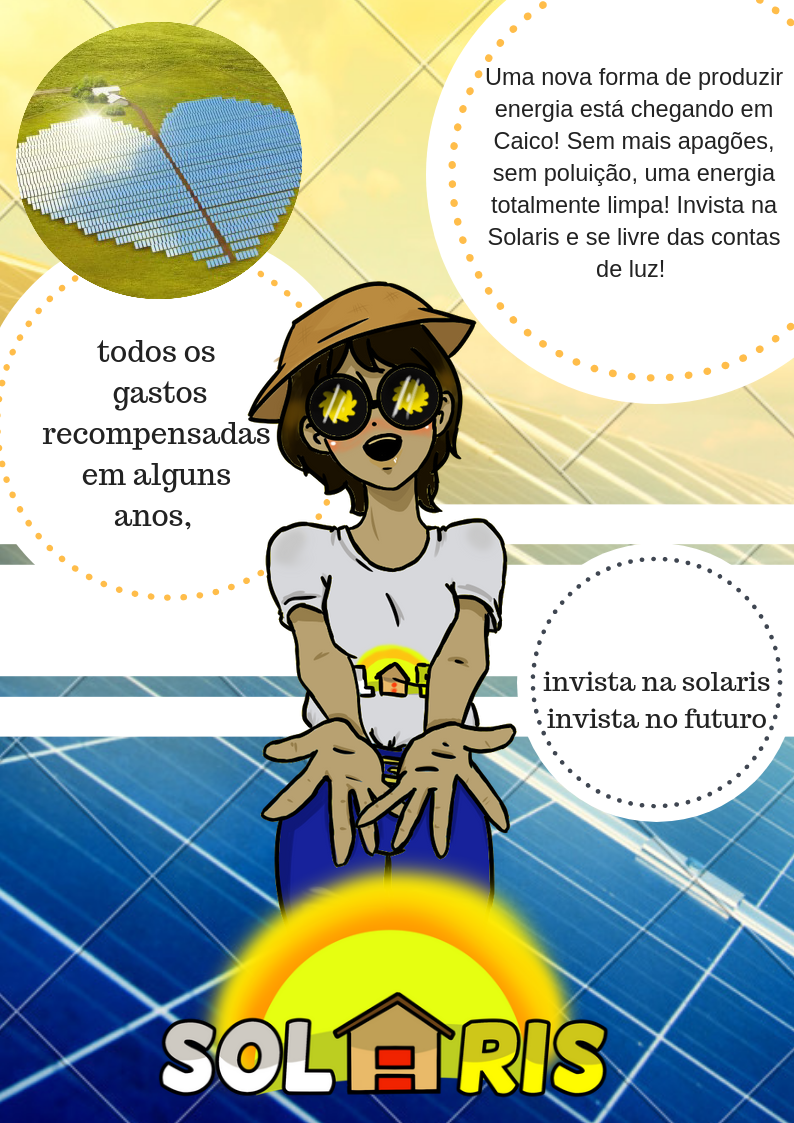 Uma nova forma de produzir
energia está chegando em
Caico! Sem mais apagões,
sem poluição, uma energia
totalmente limpa! Invista na
Solaris e se livre das contas
de luz!
todos os
gastos
recompensadas
em alguns
anos,
invista na solaris
invista no futuro
SOLARIS